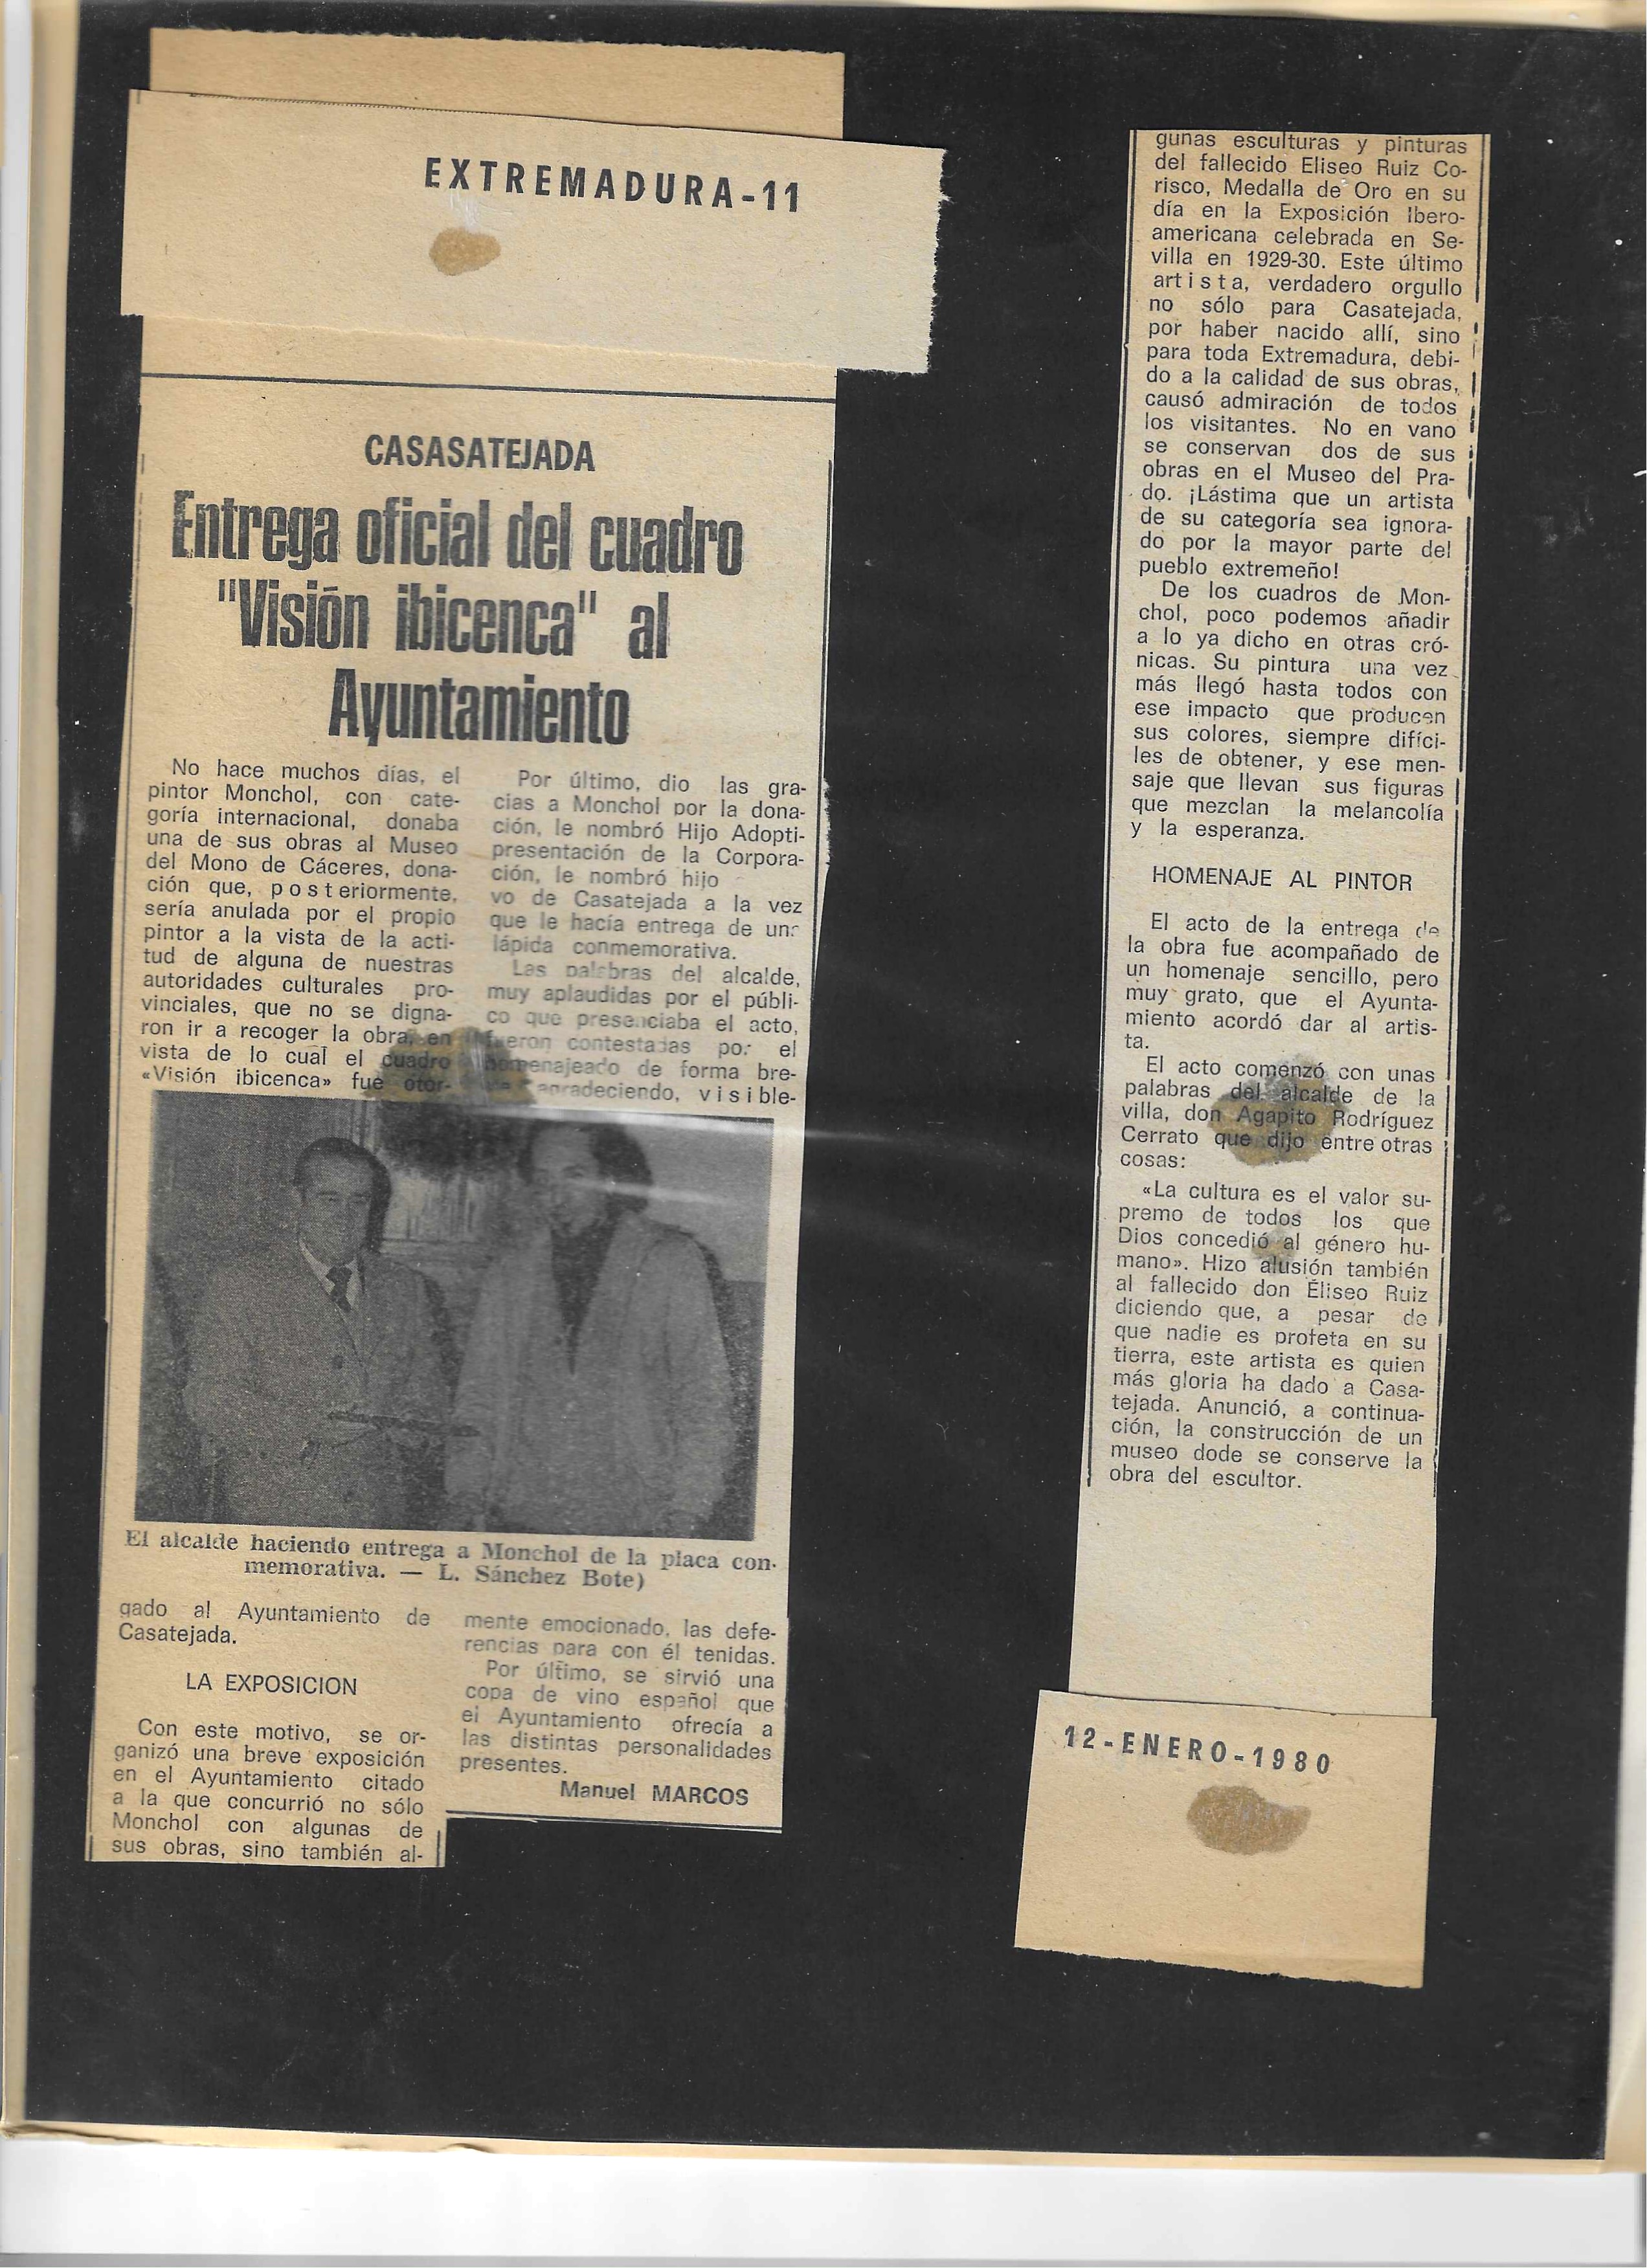 EXTREMADURA-11
CASASATEJADA
Entrega oficial del cuadro
"Visión ibicenca" al
Ayuntamiento
No hace muchos días, el
pintor Monchol, con cate-
goría internacional, donaba
una de sus obras al Museo
del Mono de Cáceres, dona-
ción que, posteriormente,
sería anulada por el propio
pintor a la vista de la acti-
tud de alguna de nuestras
autoridades culturales pro-
vinciales, que no se digna-
ron ir a recoger la obra, en
vista de lo cual el cuadro
«Visión ibicenca» fue otor-
gado al Ayuntamiento de
Casatejada.
LA EXPOSICION
Con este motivo, se or-
ganizó una breve exposición
en el Ayuntamiento citado
a la que concurrió no sólo
Monchol con algunas de
sus obras, sino también al-
gunas esculturas y pinturas
del fallecido Eliseo Ruiz Co-
risco, Medalla de Oro en su
día en la Exposición Ibero-
americana celebrada en Se-
villa en 1929-30. Este último
artista, verdadero orgullo
no sólo para Casatejada,
por haber nacido allí, sino
para toda Extremadura, debi-
do a la calidad de sus obras,
causó admiración de todos
los visitantes. No en vano
se conservan dos de sus
obras en el Museo del Pra-
do. ¡Lástima que un artista
de su categoría sea ignora-
do por la mayor parte del
pueblo extremeño!
De los cuadros de Mon-
chol, poco podemos añadir
a lo ya dicho en otras cró-
nicas. Su pintura una vez
más llegó hasta todos con
ese impacto que producen
sus colores, siempre difíci-
les de obtener, y ese men-
saje que llevan sus figuras
que mezclan la melancolía
y la esperanza.
HOMENAJE AL PINTOR
El acto de la entrega de
la obra fue acompañado de
un homenaje sencillo, pero
muy grato, que el Ayunta-
miento acordó dar al artis-
ta.
El acto comenzó con unas
palabras del alcalde de la
villa, don Agapito Rodríguez
Cerrato que dijo entre otras
cosas:
«La cultura es el valor su-
premo de todos los que
Dios concedió al género hu-
mano». Hizo alusión también
al fallecido don Éliseo Ruiz
diciendo que, a pesar de
que nadie es profeta en su
tierra, este artista es quien
más gloria ha dado a Casa-
tejada. Anunció, a continua-
ción, la construcción de un
museo dode se conserve la
obra del escultor.
Por último, dio las gra-
cias a Monchol por la dona-
ción, le nombró Hijo Adopti-
presentación de la Corpora-
ción, le nombró hijo
vo de Casatejada a la vez
que le hacía entrega de una
lápida conmemorativa.
Las palabras del alcalde,
muy aplaudidas por el públi-
co que presenciaba el acto,
fueron contestadas por el
homenajeado de forma bre-
agradeciendo, visible-
mente emocionado, las defe-
rencias para con él tenidas.
Por último, se sirvió una
copa de vino español que
el Ayuntamiento ofrecía a
las distintas personalidades
presentes.
Manuel MARCOS
El alcalde haciendo entrega a Monchol de la placa con-
memorativa. — L. Sánchez Bote)
12-ENERO-1980